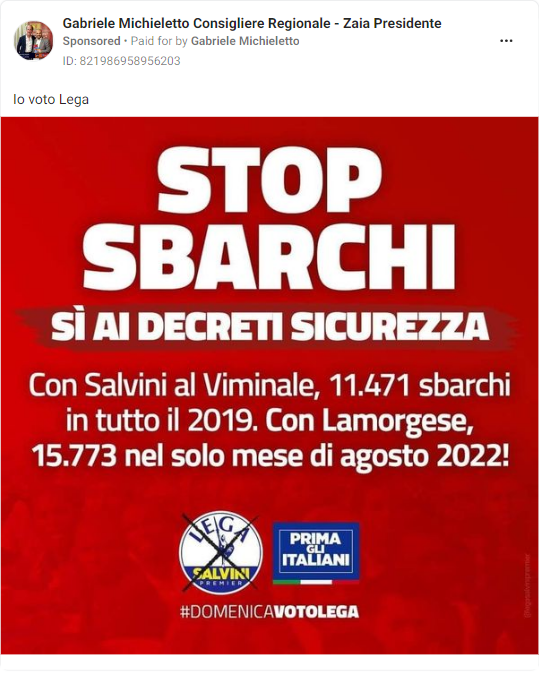 Gabriele Michieletto Consigliere Regionale - Zaia Presidente
Sponsored • Paid for by Gabriele Michieletto
ID: 821986958956203
Io voto Lega
STOP
SBARCHI
SÌ AI DECRETI SICUREZZA
Con Salvini al Viminale, 11.471 sbarchi
in tutto il 2019. Con Lamorgese,
15.773 nel solo mese di agosto 2022!
LEGA
SALVINI
PREMIER
PRIMA
GLI
ITALIANI
#DOMENICAVOTOLEGA